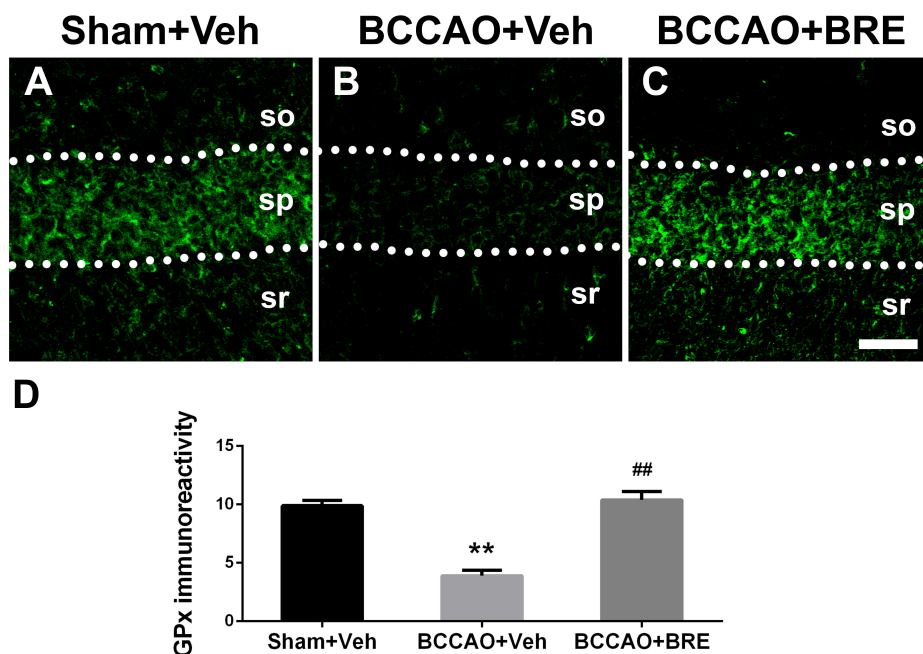 Sham+Veh BCCAO+Veh BCCAO+BRE
A B C
so so so
sp sp sp
sr sr sr
D
GPx immunoreactivity
15
10
5
0
**
##
Sham+Veh BCCAO+Veh BCCAO+BRE